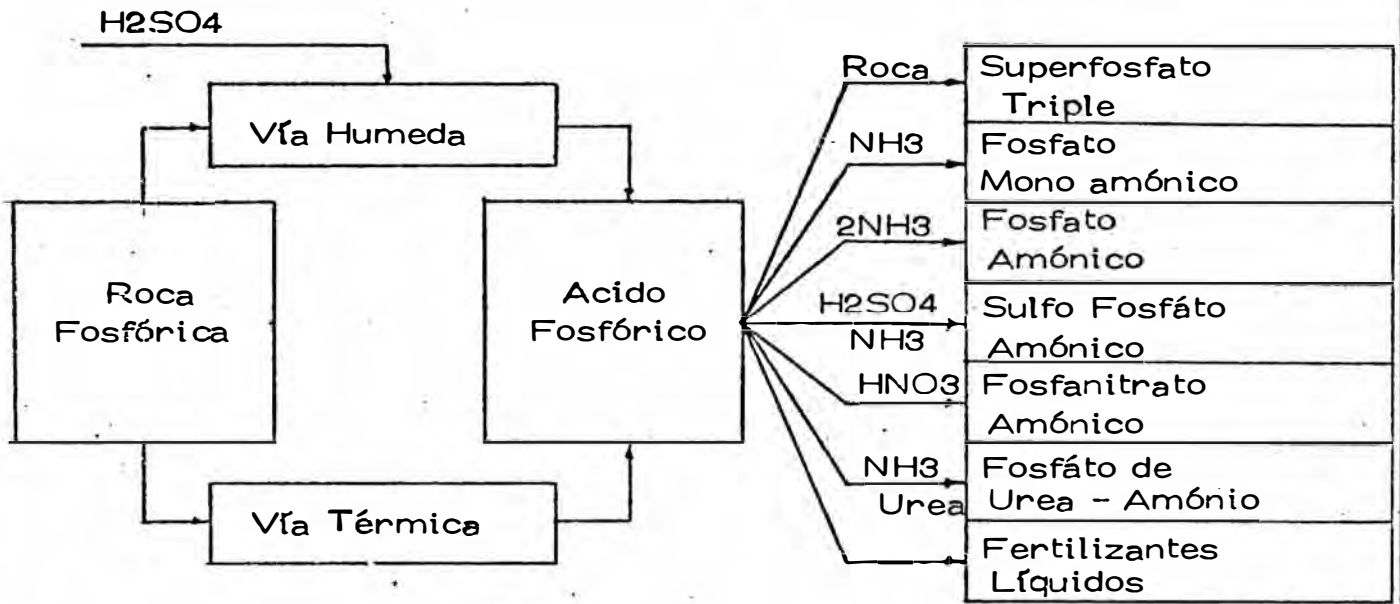 H2SO4
Vía Humeda
Roca
Fosfórica
Acido
Fosfórico
Vía Térmica
Roca
Superfosfato
Triple
NH3
Fosfato
Mono amónico
2NH3
Fosfato
Amónico
H2SO4
NH3
Sulfo Fosfáto
Amónico
HNO3
Fosfanitrato
Amónico
NH3
Urea
Fosfáto de
Urea - Amónio
Fertilizantes
Líquidos